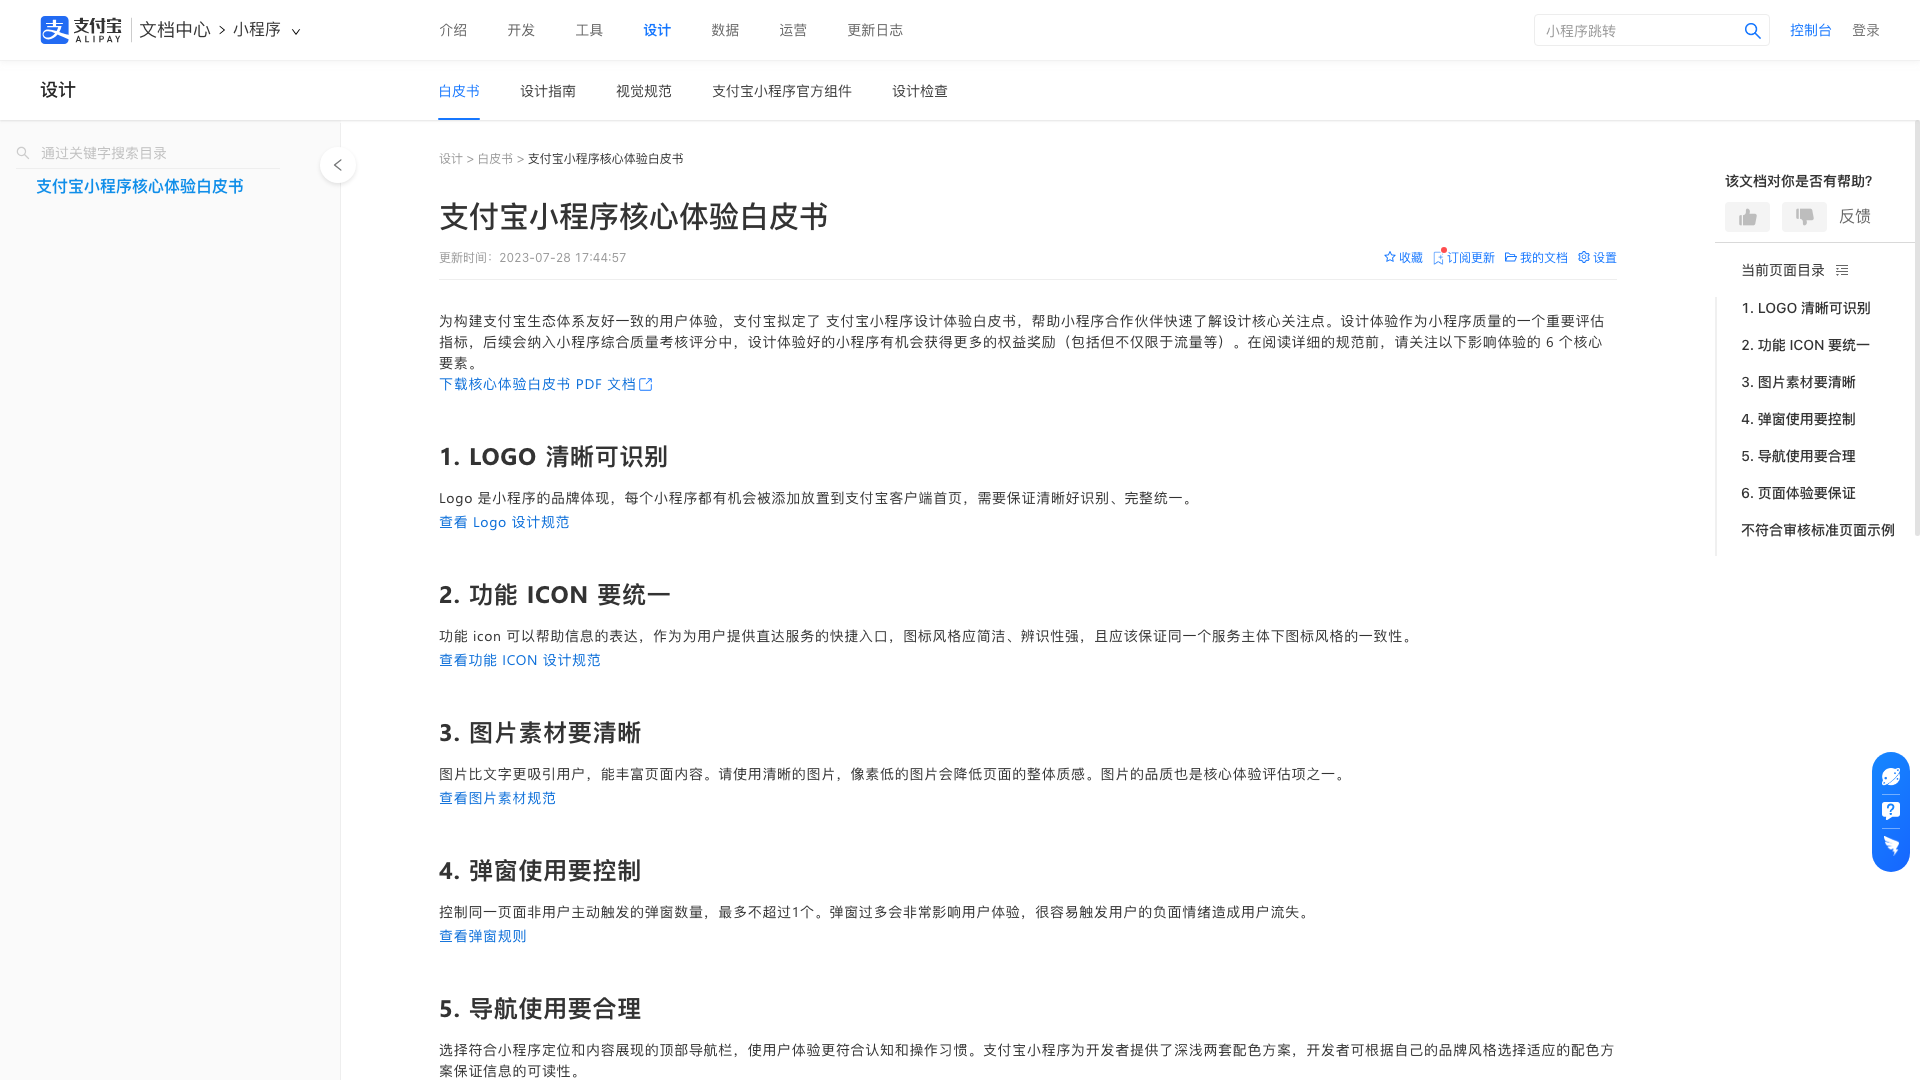 支付宝 ALIPAY 文档中心 > 小程序 介绍 开发 工具 设计 数据 运营 更新日志 小程序跳转 控制台 登录
设计 白皮书 设计指南 视觉规范 支付宝小程序官方组件 设计检查
通过关键字搜索目录
支付宝小程序核心体验白皮书
设计 > 白皮书 > 支付宝小程序核心体验白皮书
支付宝小程序核心体验白皮书
更新时间：2023-07-28 17:44:57
收藏 订阅更新 我的文档 设置
为构建支付宝生态体系友好一致的用户体验，支付宝拟定了 支付宝小程序设计体验白皮书，帮助小程序合作伙伴快速了解设计核心关注点。设计体验作为小程序质量的一个重要评估
指标，后续会纳入小程序综合质量考核评分中，设计体验好的小程序有机会获得更多的权益奖励（包括但不仅限于流量等）。在阅读详细的规范前，请关注以下影响体验的 6 个核心
要素。
下载核心体验白皮书 PDF 文档
1. LOGO 清晰可识别
Logo 是小程序的品牌体现，每个小程序都有机会被添加放置到支付宝客户端首页，需要保证清晰好识别、完整统一。
查看 Logo 设计规范
2. 功能 ICON 要统一
功能 icon 可以帮助信息的表达，作为为用户提供直达服务的快捷入口，图标风格应简洁、辨识性强，且应该保证同一个服务主体下图标风格的一致性。
查看功能 ICON 设计规范
3. 图片素材要清晰
图片比文字更吸引用户，能丰富页面内容。请使用清晰的图片，像素低的图片会降低页面的整体质感。图片的品质也是核心体验评估项之一。
查看图片素材规范
4. 弹窗使用要控制
控制同一页面非用户主动触发的弹窗数量，最多不超过1个。弹窗过多会非常影响用户体验，很容易触发用户的负面情绪造成用户流失。
查看弹窗规则
5. 导航使用要合理
选择符合小程序定位和内容展现的顶部导航栏，使用户体验更符合认知和操作习惯。支付宝小程序为开发者提供了深浅两套配色方案，开发者可根据自己的品牌风格选择适应的配色方
案保证信息的可读性。
该文档对你是否有帮助?
反馈
当前页面目录
1. LOGO 清晰可识别
2. 功能 ICON 要统一
3. 图片素材要清晰
4. 弹窗使用要控制
5. 导航使用要合理
6. 页面体验要保证
不符合审核标准页面示例